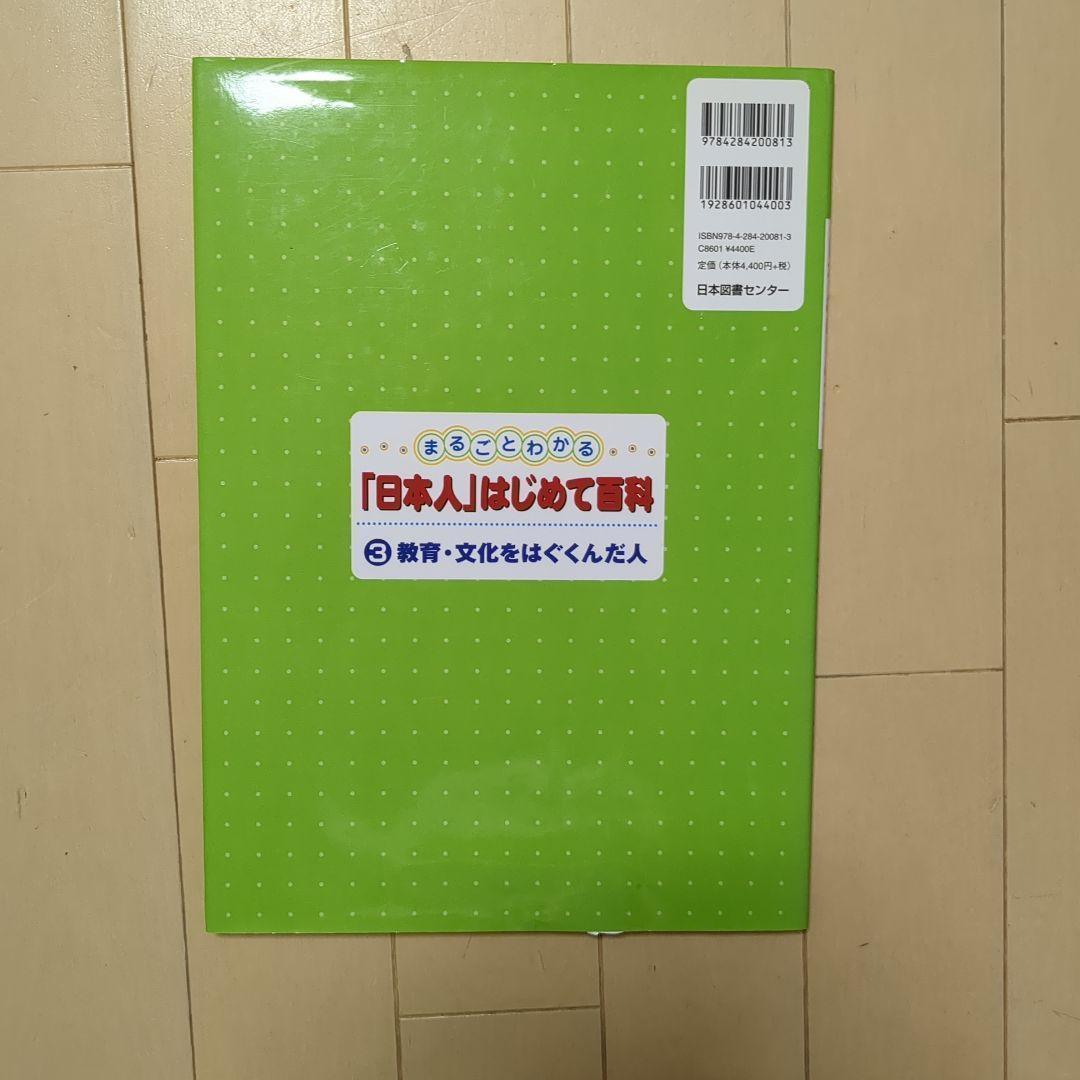 9784284200813
1928601044003
ISBN978-4-284-20081-3
C8601 ¥4400E
定価（本体4,400円+税）
日本図書センター
まるごとわかる
「日本人」はじめて百科
③教育・文化をはぐくんだ人